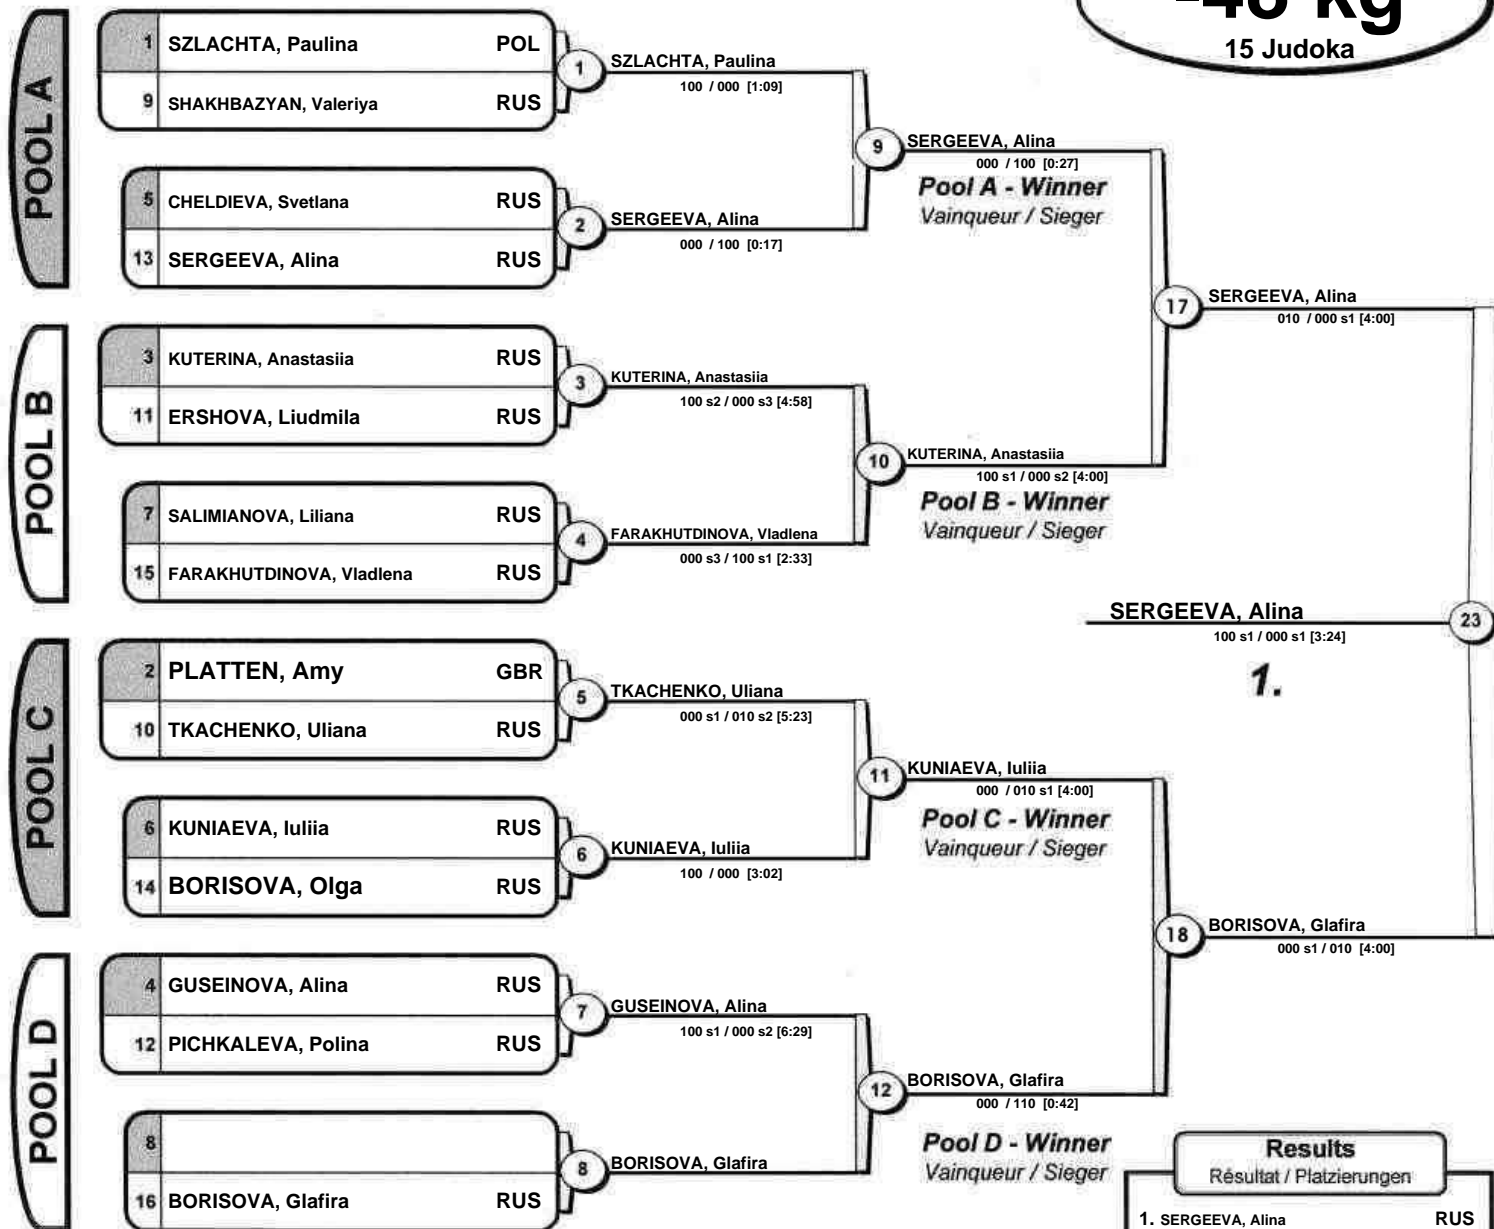 -48 kg
15 Judoka
POOL A
1 SZLACHTA, Paulina POL
9 SHAKHBAZYAN, Valeriya RUS
1
SZLACHTA, Paulina
100 / 000 [1:09]
5 CHELDIEVA, Svetlana RUS
13 SERGEEVA, Alina RUS
2
SERGEEVA, Alina
000 / 100 [0:17]
9
SERGEEVA, Alina
000 / 100 [0:27]
Pool A - Winner
Vainqueur / Sieger
POOL B
3 KUTERINA, Anastasiia RUS
11 ERSHOVA, Liudmila RUS
3
KUTERINA, Anastasiia
100 s2 / 000 s3 [4:58]
7 SALIMIANOVA, Liliana RUS
15 FARAKHUTDINOVA, Vladlena RUS
4
FARAKHUTDINOVA, Vladlena
000 s3 / 100 s1 [2:33]
10
KUTERINA, Anastasiia
100 s1 / 000 s2 [4:00]
Pool B - Winner
Vainqueur / Sieger
17
SERGEEVA, Alina
010 / 000 s1 [4:00]
SERGEEVA, Alina
23
100 s1 / 000 s1 [3:24]
1.
POOL C
2 PLATTEN, Amy GBR
10 TKACHENKO, Uliana RUS
5
TKACHENKO, Uliana
000 s1 / 010 s2 [5:23]
6 KUNIAEVA, Iuliia RUS
14 BORISOVA, Olga RUS
6
KUNIAEVA, Iuliia
100 / 000 [3:02]
11
KUNIAEVA, Iuliia
000 / 010 s1 [4:00]
Pool C - Winner
Vainqueur / Sieger
POOL D
4 GUSEINOVA, Alina RUS
12 PICHKALEVA, Polina RUS
7
GUSEINOVA, Alina
100 s1 / 000 s2 [6:29]
8
16 BORISOVA, Glafira RUS
8
BORISOVA, Glafira
12
BORISOVA, Glafira
000 / 110 [0:42]
Pool D - Winner
Vainqueur / Sieger
18
BORISOVA, Glafira
000 s1 / 010 [4:00]
Results
Résultat / Platzierungen
1. SERGEEVA, Alina RUS